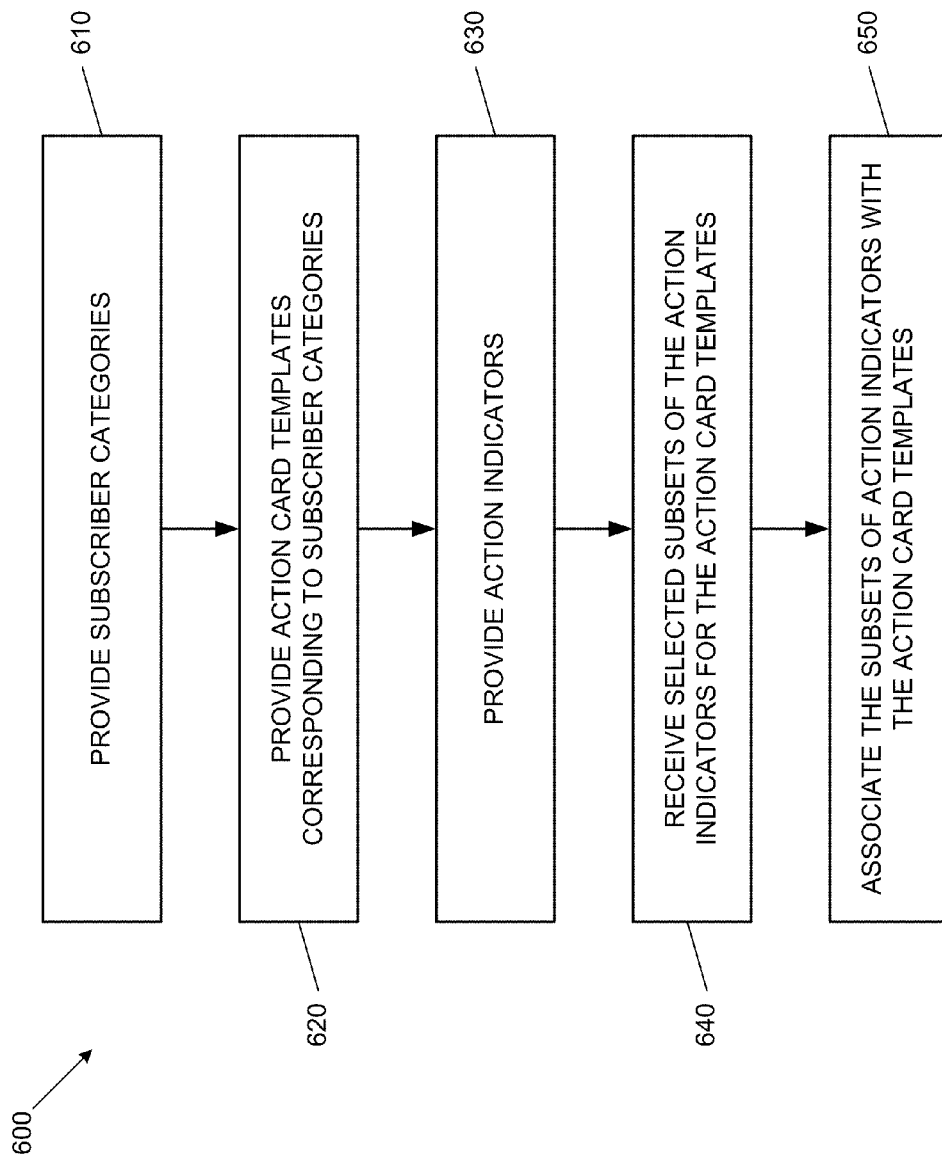 600
610
PROVIDE SUBSCRIBER CATEGORIES
620
PROVIDE ACTION CARD TEMPLATES
CORRESPONDING TO SUBSCRIBER CATEGORIES
630
PROVIDE ACTION INDICATORS
640
RECEIVE SELECTED SUBSETS OF THE ACTION
INDICATORS FOR THE ACTION CARD TEMPLATES
650
ASSOCIATE THE SUBSETS OF ACTION INDICATORS WITH
THE ACTION CARD TEMPLATES